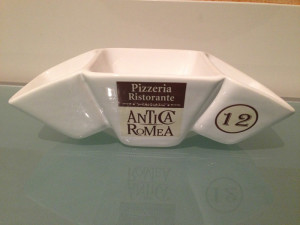 Pizzeria
Ristorante
ANTICA
ROMEA
12